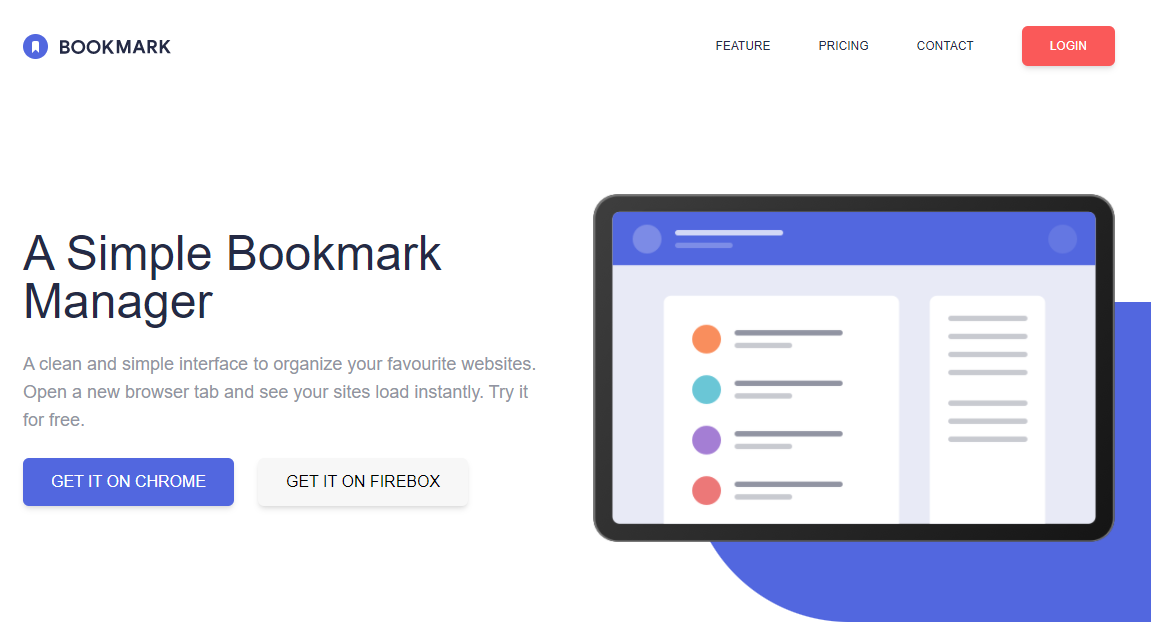 BOOKMARK
FEATURE
PRICING
CONTACT
LOGIN
A Simple Bookmark
Manager
A clean and simple interface to organize your favourite websites.
Open a new browser tab and see your sites load instantly. Try it
for free.
GET IT ON CHROME
GET IT ON FIREBOX